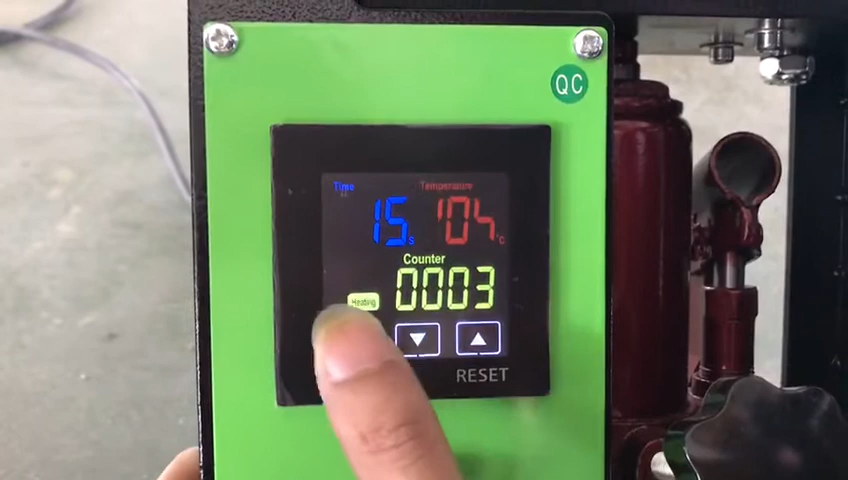 QC
Time Temperature
15s 104°C
Counter
Heating 0003
RESET